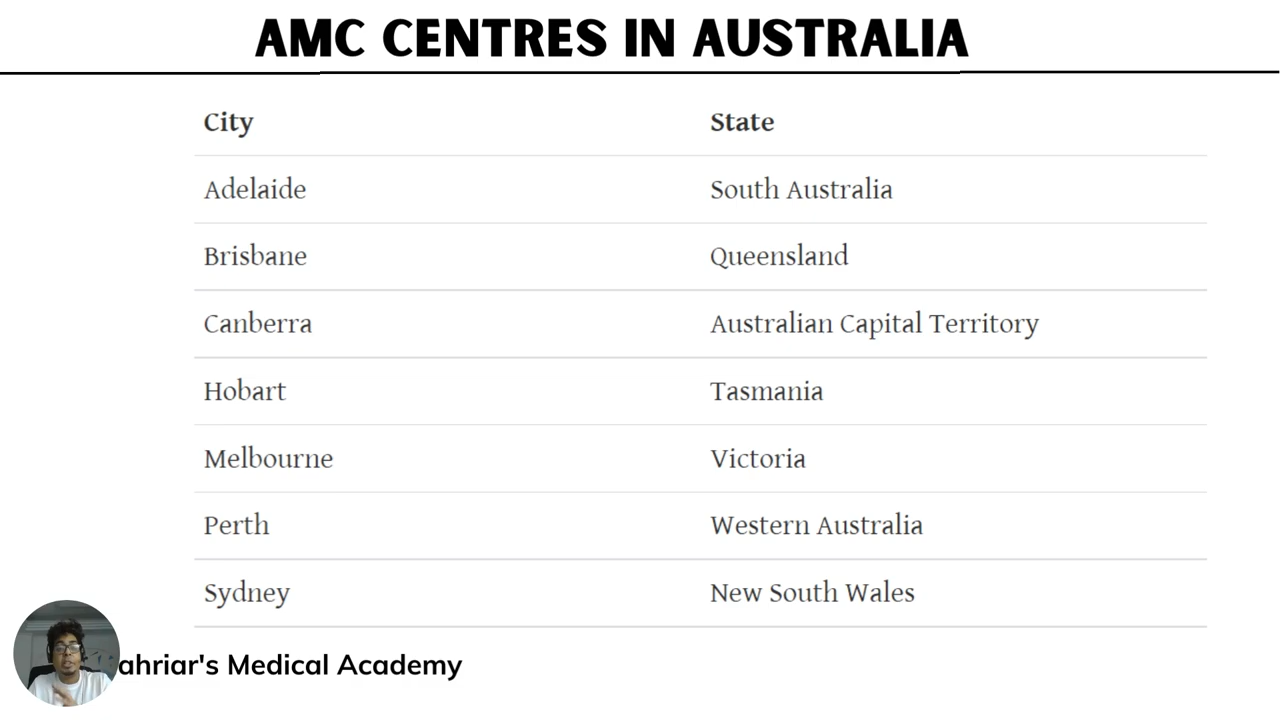 AMC CENTRES IN AUSTRALIA
City State
Adelaide South Australia
Brisbane Queensland
Canberra Australian Capital Territory
Hobart Tasmania
Melbourne Victoria
Perth Western Australia
Sydney New South Wales
ahriar's Medical Academy